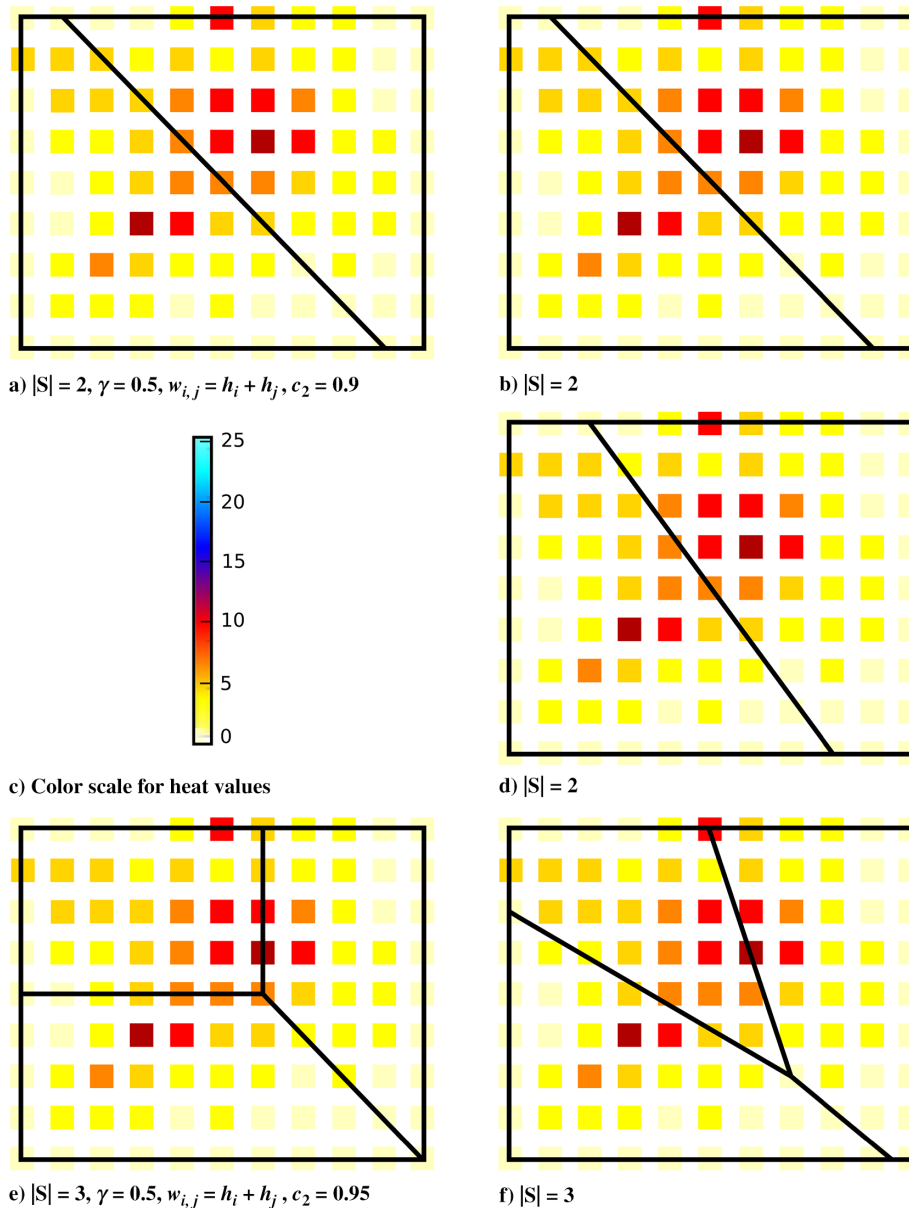 a) |S| = 2, γ = 0.5, w_{i,j} = h_i + h_j, c_2 = 0.9
b) |S| = 2
25
20
15
10
5
0
c) Color scale for heat values
d) |S| = 2
e) |S| = 3, γ = 0.5, w_{i,j} = h_i + h_j, c_2 = 0.95
f) |S| = 3